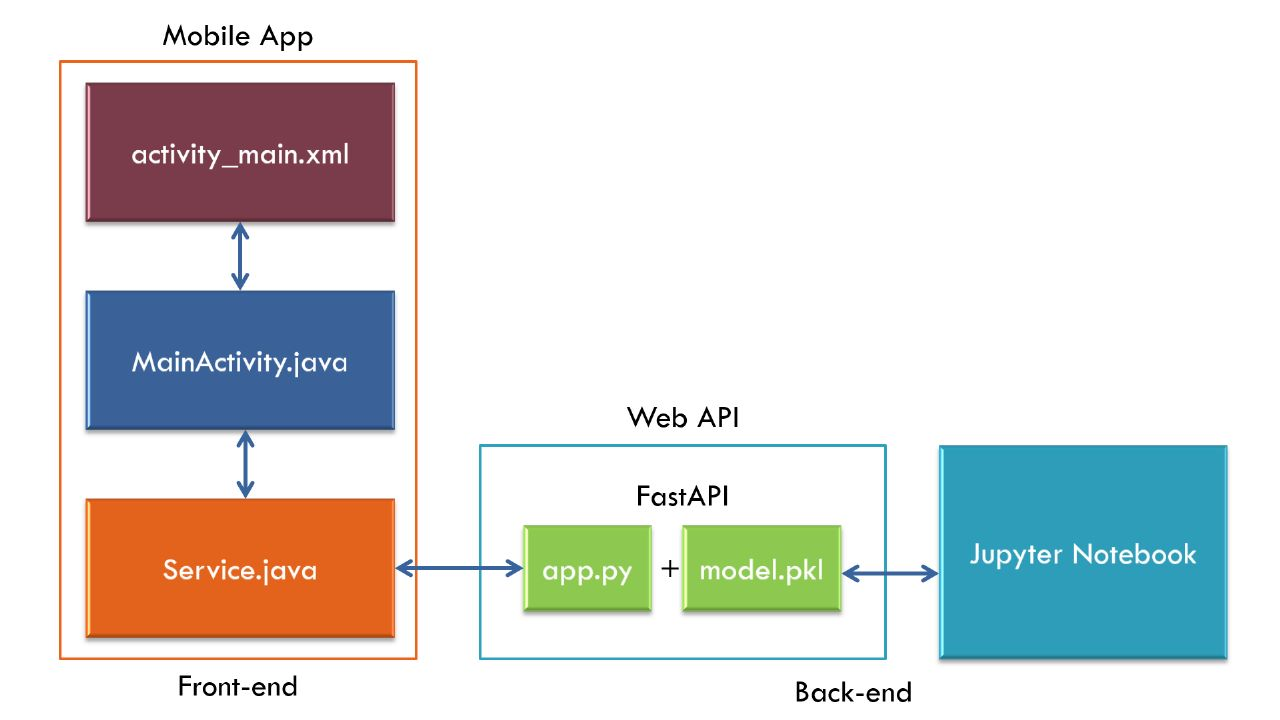 Mobile App
activity_main.xml
MainActivity.java
Service.java
Front-end
Web API
FastAPI
app.py
+
model.pkl
Jupyter Notebook
Back-end